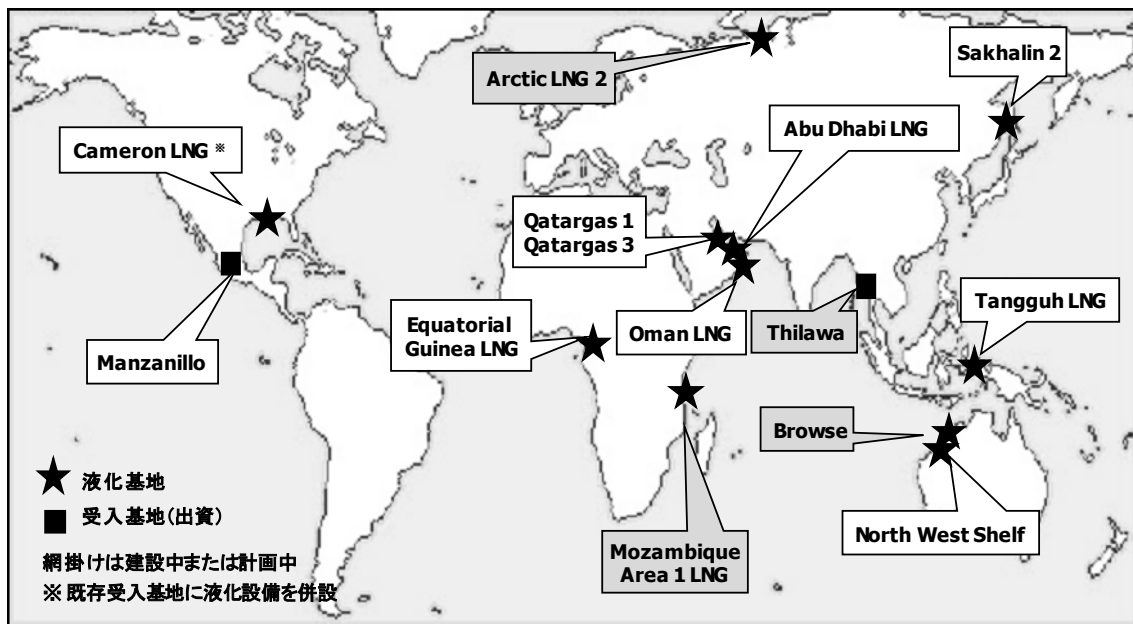 Arctic LNG 2
Sakhalin 2
Cameron LNG ※
Abu Dhabi LNG
Qatargas 1
Qatargas 3
Manzanillo
Equatorial
Guinea LNG
Oman LNG
Thilawa
Tangguh LNG
Browse
North West Shelf
Mozambique
Area 1 LNG
液化基地
受入基地(出資)
網掛けは建設中または計画中
※ 既存受入基地に液化設備を併設